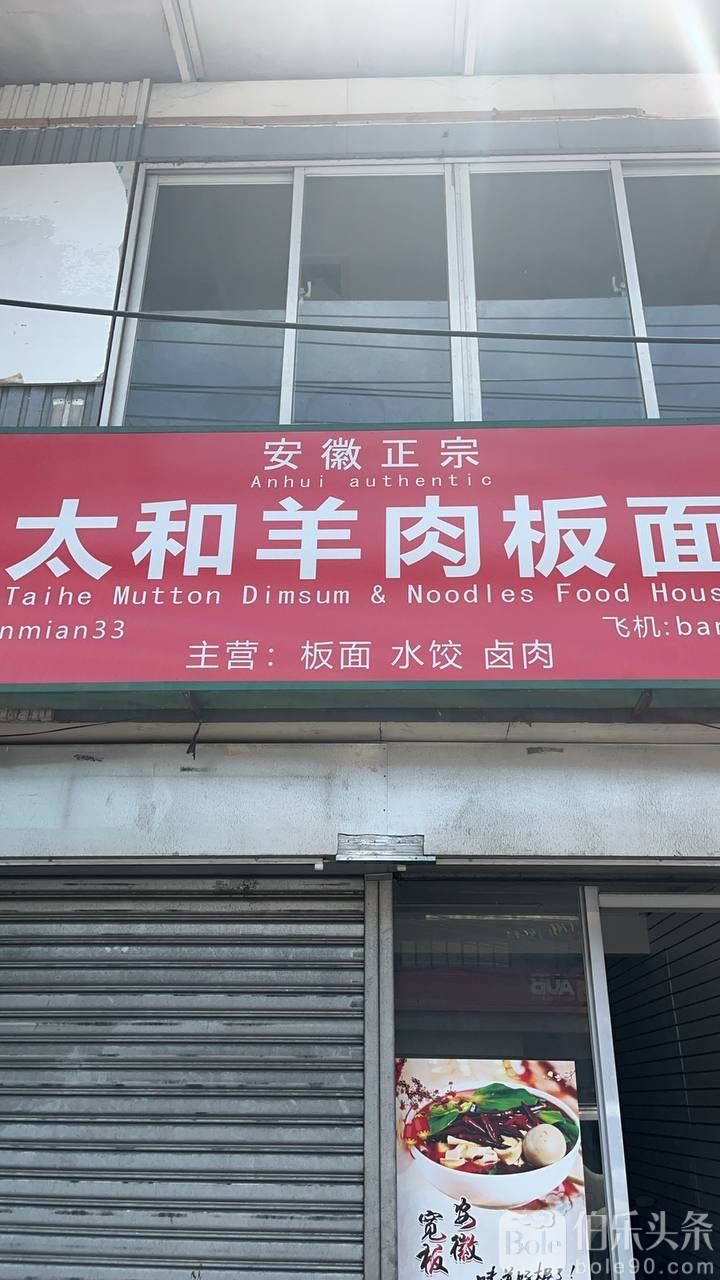 安徽正宗
Anhui authentic
太和羊肉板面
Taihe Mutton Dimsum & Noodles Food Hous
nmian33
飞机:ban
主营：板面 水饺 卤肉
安徽
宽板
Bole 伯乐头条
bole90.com